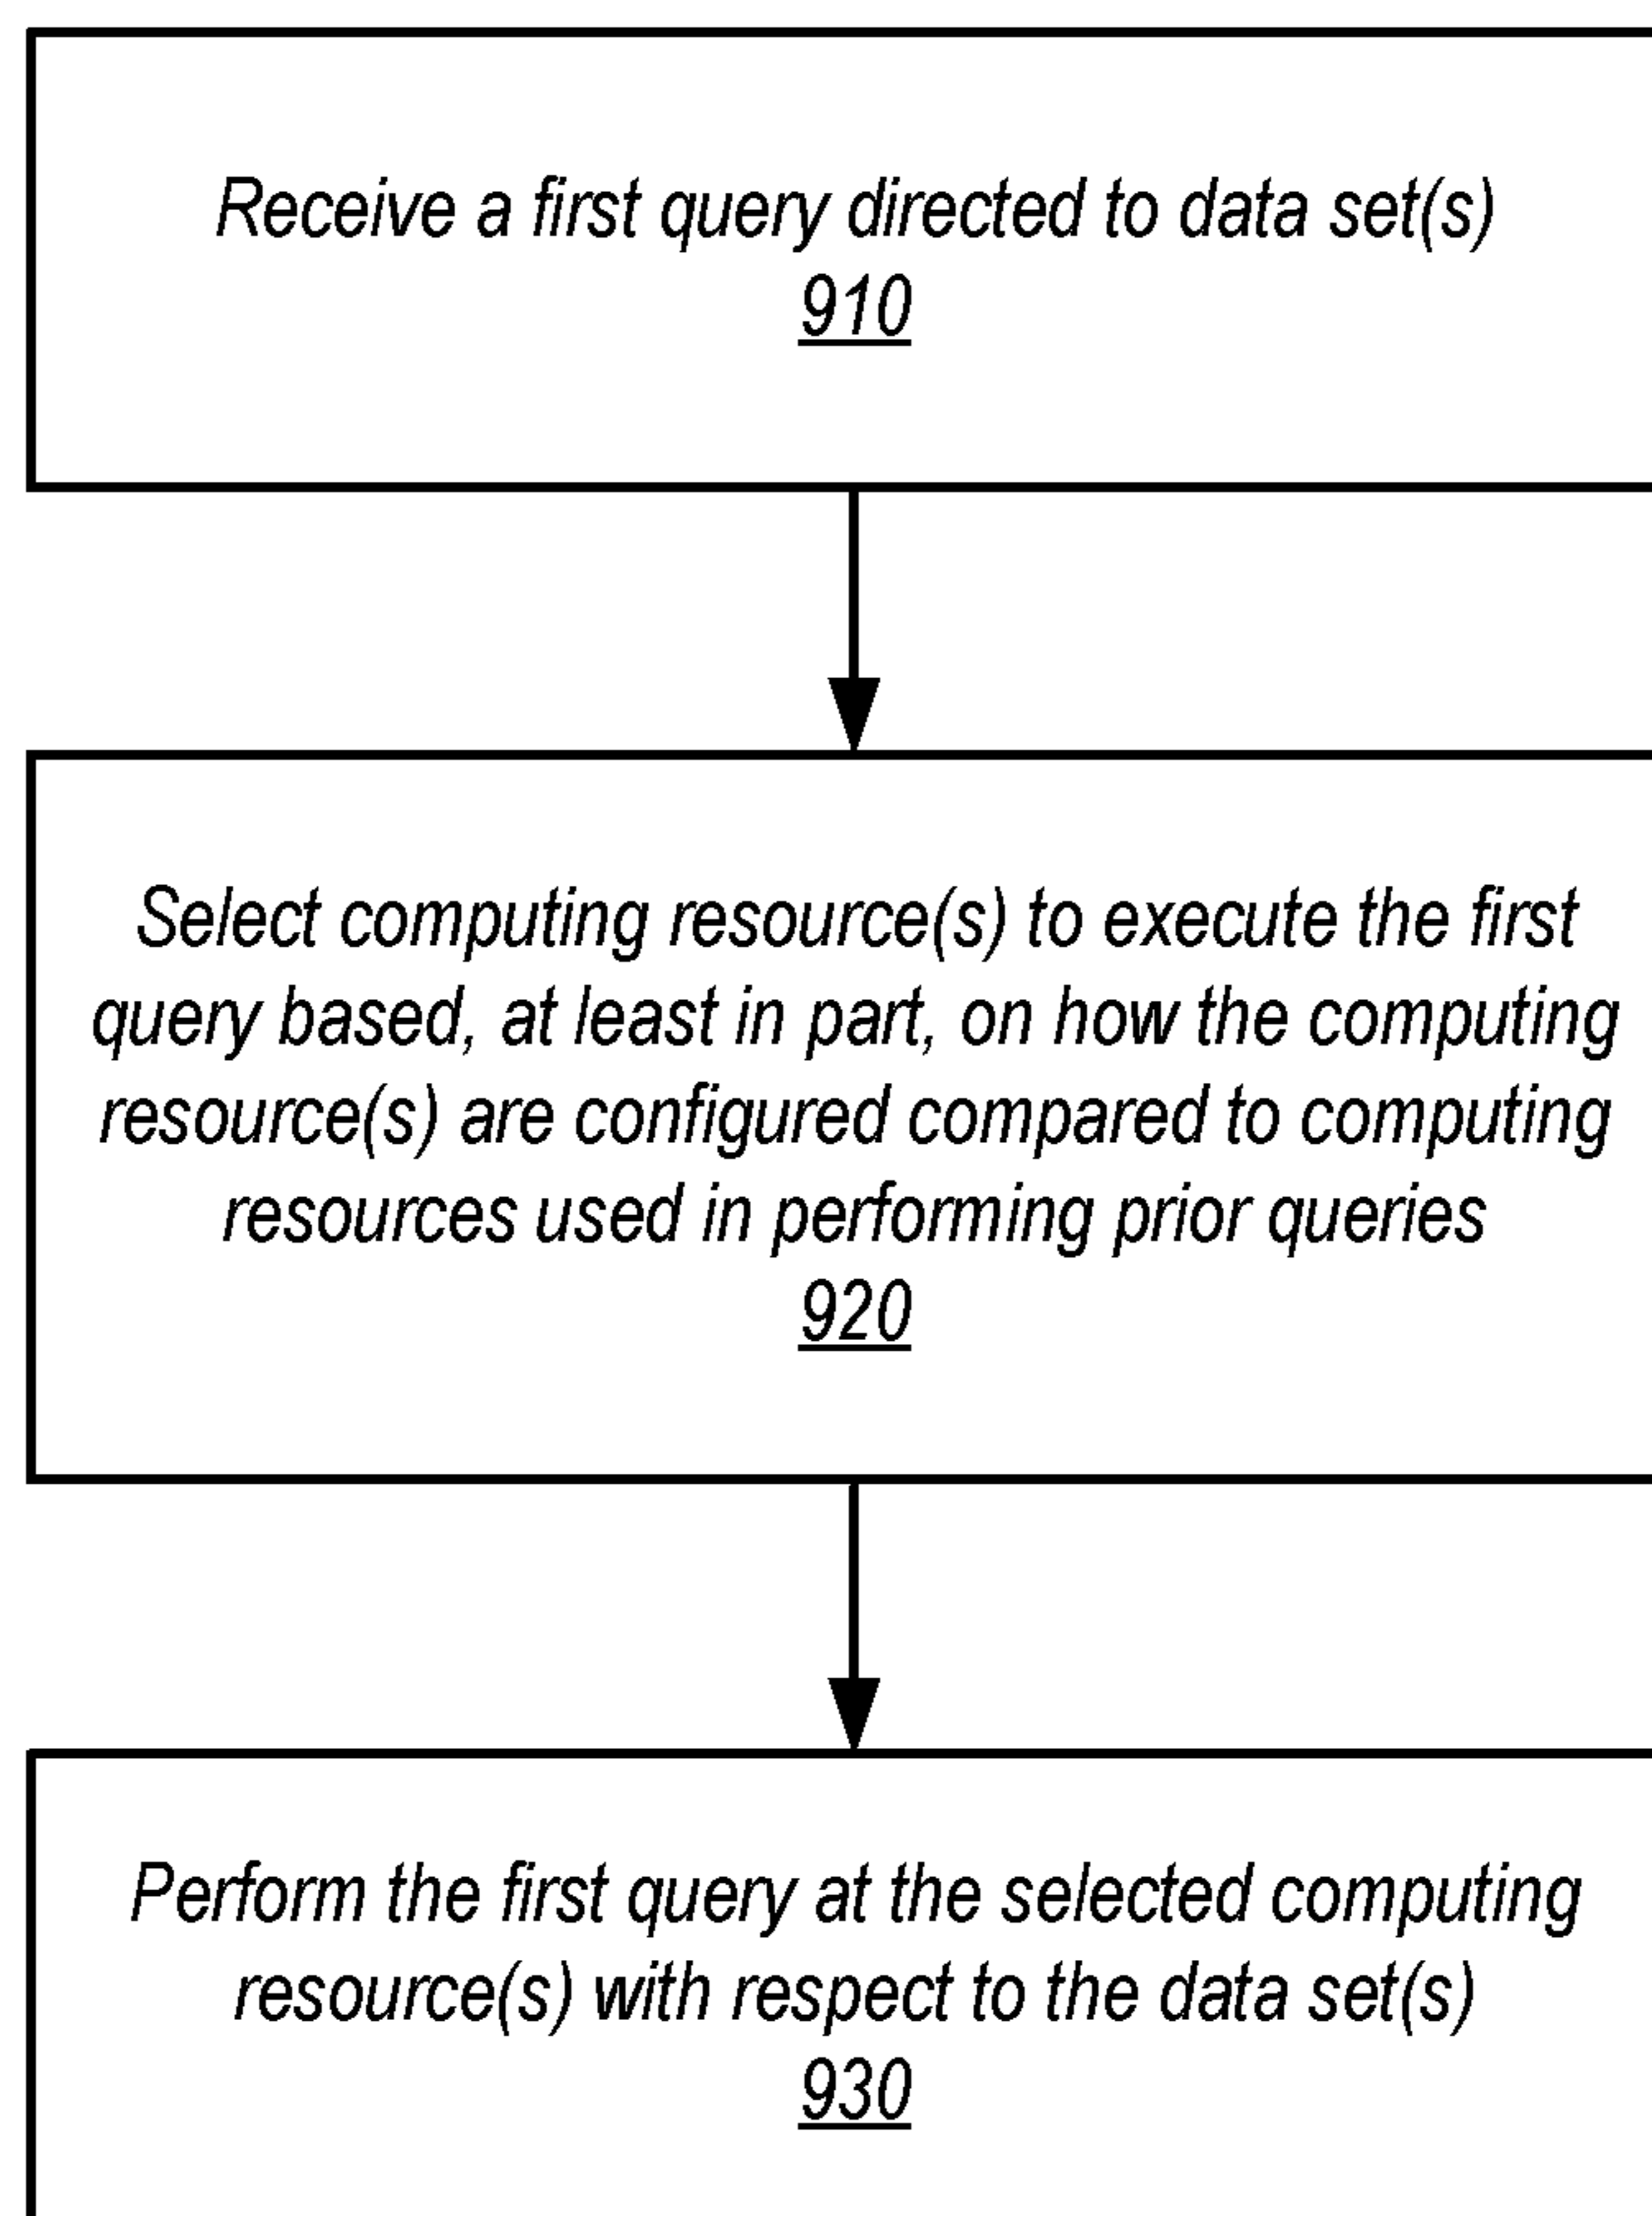 Receive a first query directed to data set(s)
910
Select computing resource(s) to execute the first
query based, at least in part, on how the computing
resource(s) are configured compared to computing
resources used in performing prior queries
920
Perform the first query at the selected computing
resource(s) with respect to the data set(s)
930